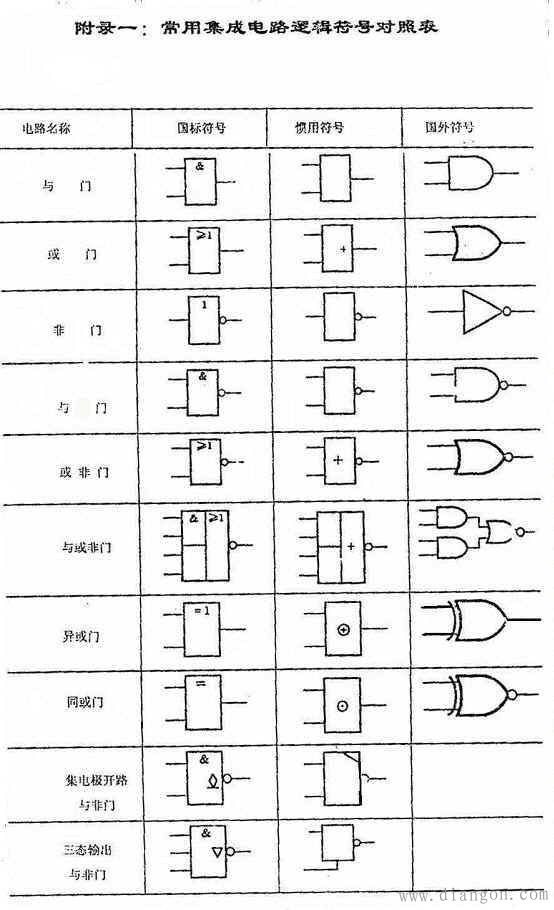 附录一：常用集成电路逻辑符号对照表
电路名称 国标符号 惯用符号 国外符号
与 门 &
或 门 ≥1 +
非 门 1
与 门 &
或 非 门 ≥1 +
与或非门 & ≥1 +
异或门 =1
同或门 =
集电极开路 &
与非门
三态输出 &
与非门
www.diangon.com